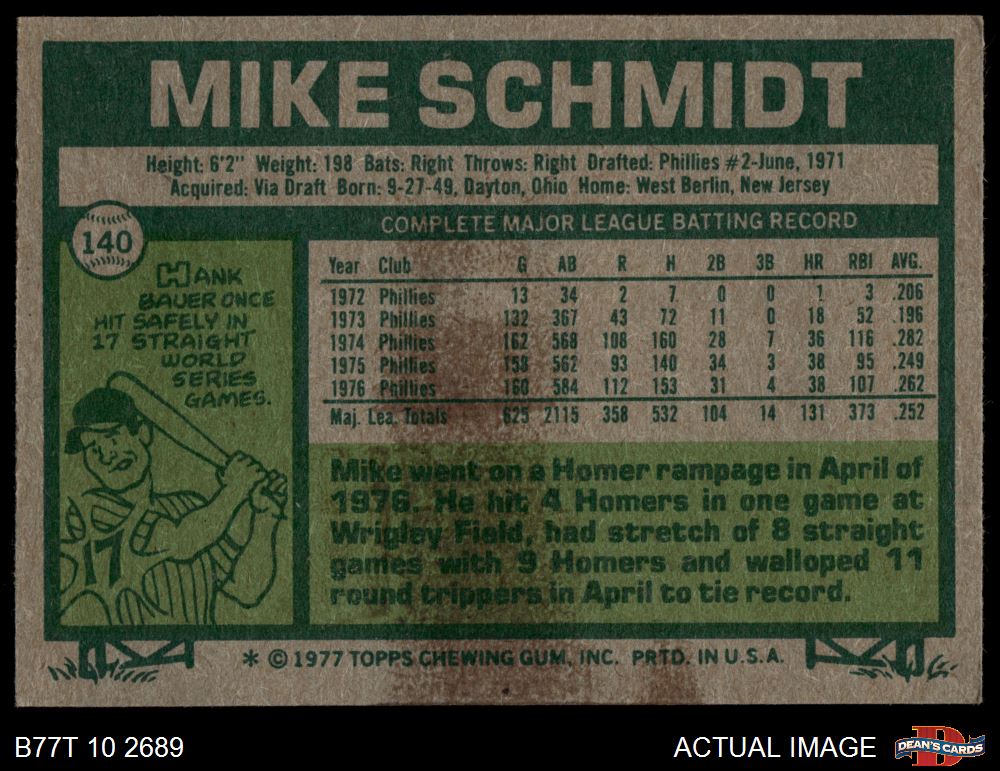 MIKE SCHMIDT
Height: 6'2" Weight: 198 Bats: Right Throws: Right Drafted: Phillies #2-June, 1971
Acquired: Via Draft Born: 9-27-49, Dayton, Ohio Home: West Berlin, New Jersey
COMPLETE MAJOR LEAGUE BATTING RECORD
140
HANK
BAUER ONCE
HIT SAFELY IN
17 STRAIGHT
WORLD
SERIES
GAMES.
17
Year Club G AB R H 2B 3B HR RBI AVG.
1972 Phillies 13 34 2 7 0 0 1 3 .206
1973 Phillies 132 367 43 72 11 0 18 52 .196
1974 Phillies 162 568 108 160 28 7 36 116 .282
1975 Phillies 158 562 93 140 34 3 38 95 .249
1976 Phillies 160 584 112 153 31 4 38 107 .262
Maj. Lea. Totals 625 2115 358 532 104 14 131 373 .252
Mike went on a Homer rampage in April of
1976. He hit 4 Homers in one game at
Wrigley Field, had stretch of 8 straight
games with 9 Homers and walloped 11
round trippers in April to tie record.
* © 1977 TOPPS CHEWING GUM, INC. PRTD. IN U.S.A.
B77T 10 2689
ACTUAL IMAGE
D
DEAN'S CARDS